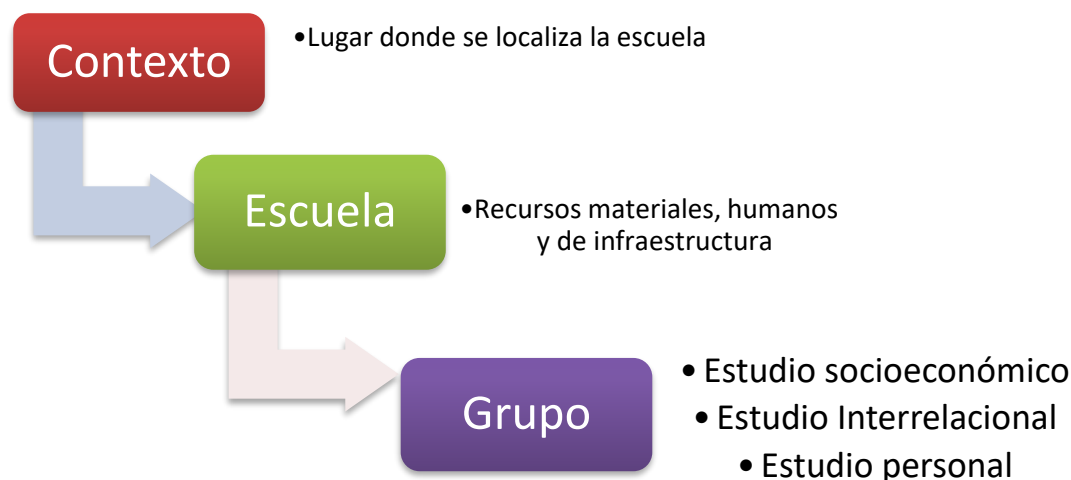 Contexto
•Lugar donde se localiza la escuela
Escuela
•Recursos materiales, humanos
y de infraestructura
Grupo
• Estudio socioeconómico
• Estudio Interrelacional
• Estudio personal